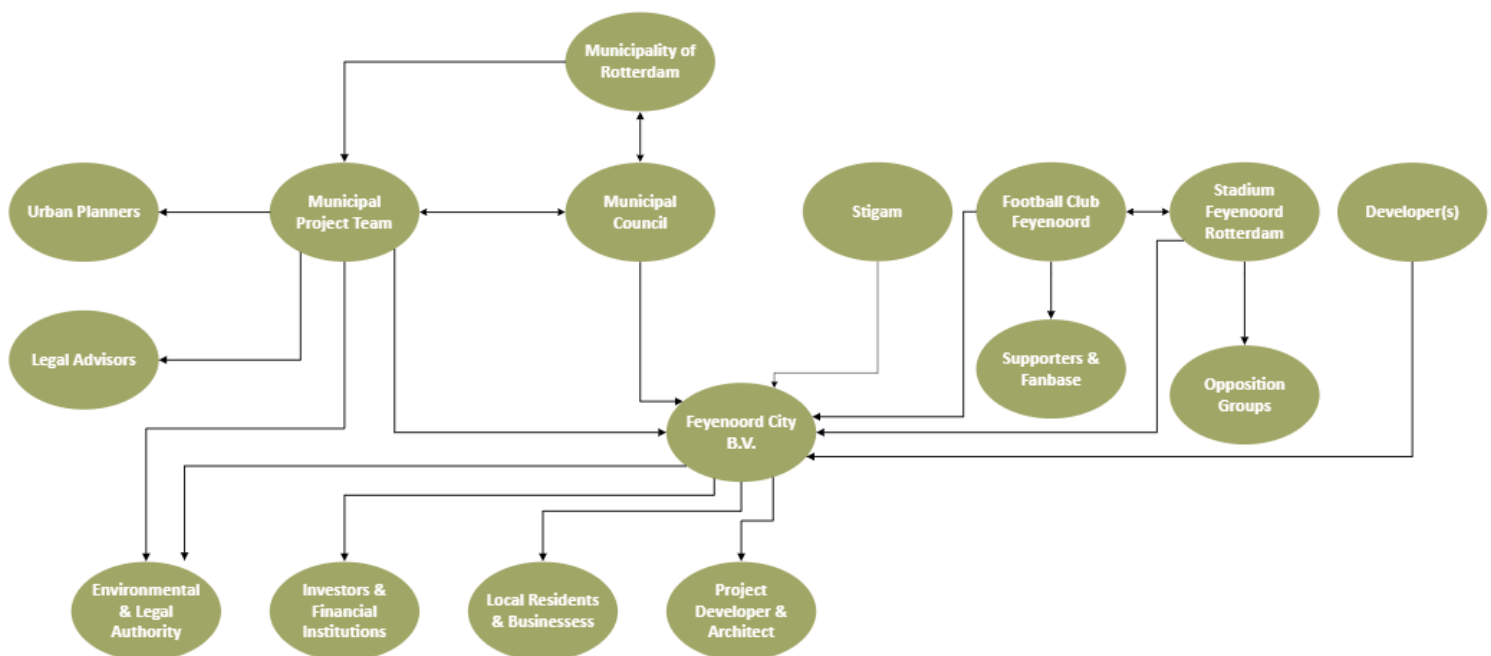 Municipality of
Rotterdam
Urban Planners
Municipal
Project Team
Municipal
Council
Stigam
Football Club
Feyenoord
Stadium
Feyenoord
Rotterdam
Developer(s)
Legal Advisors
Supporters &
Fanbase
Opposition
Groups
Feyenoord City
B.V.
Environmental
& Legal
Authority
Investors &
Financial
Institutions
Local Residents
& Businessess
Project
Developer &
Architect